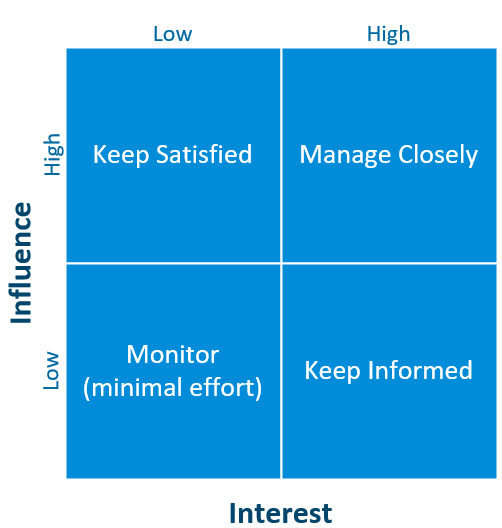 Low
High
High
Keep Satisfied
Manage Closely
Influence
Low
Monitor
(minimal effort)
Keep Informed
Interest